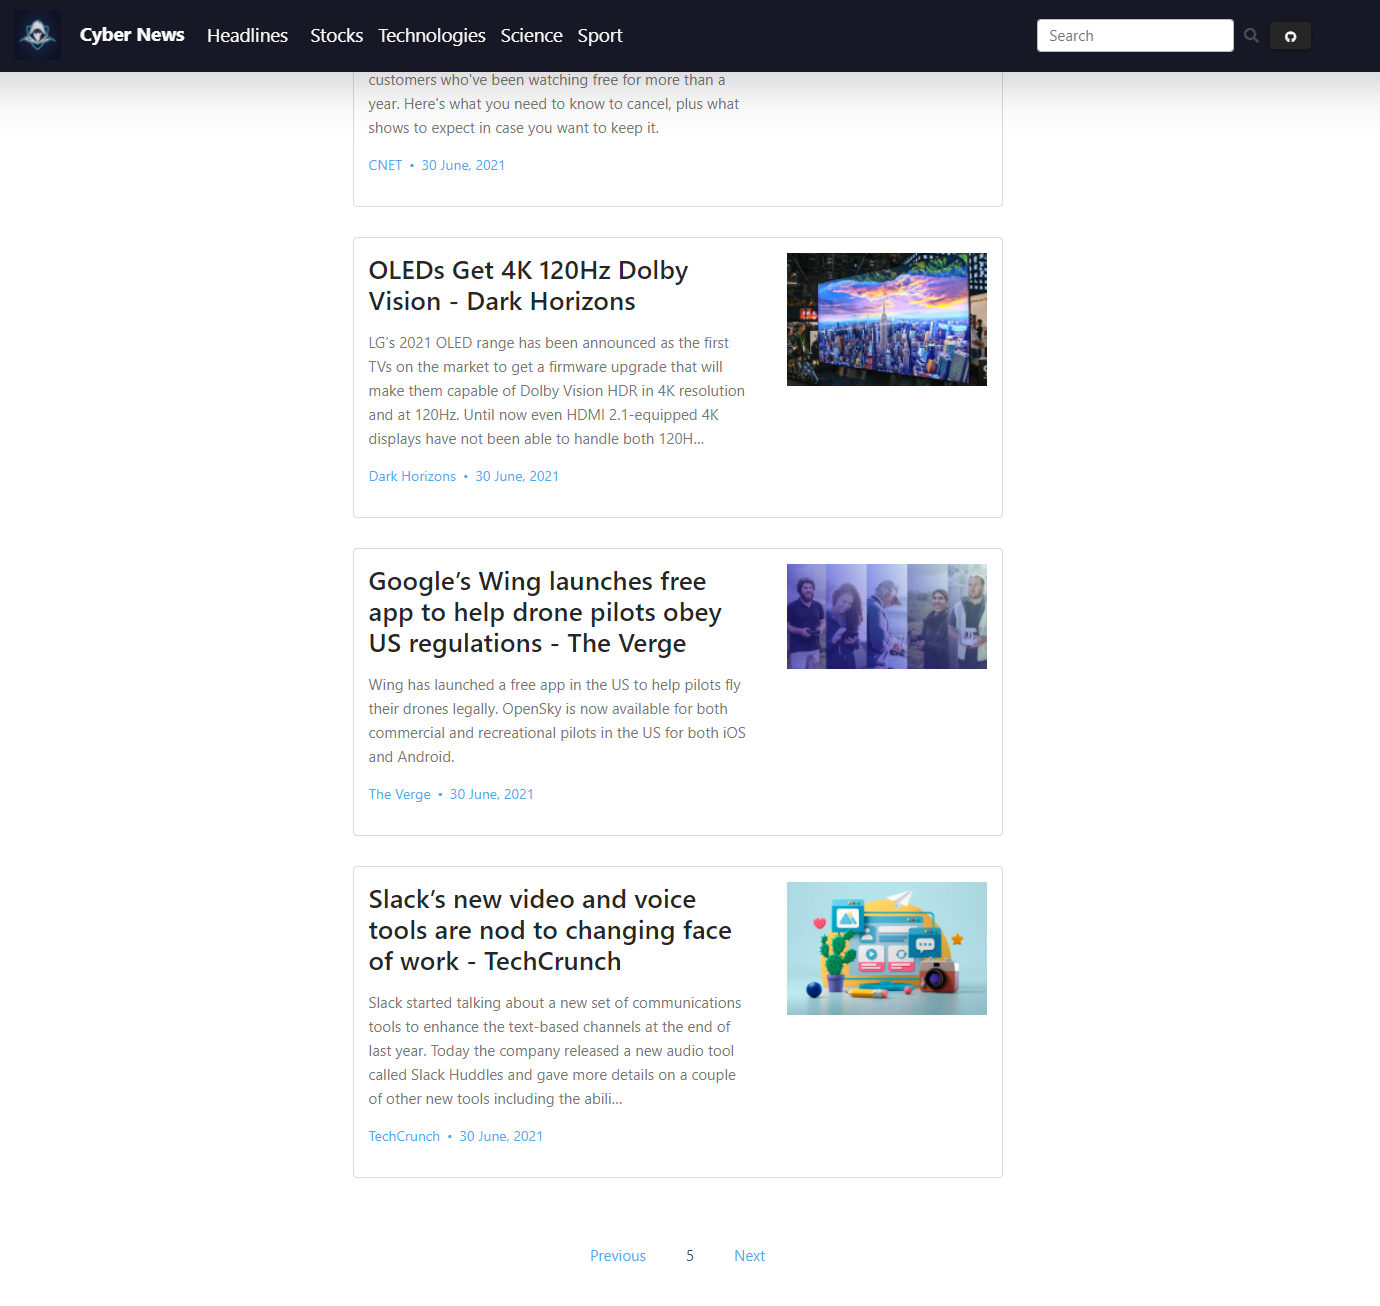 Cyber News Headlines Stocks Technologies Science Sport Search
customers who've been watching free for more than a
year. Here's what you need to know to cancel, plus what
shows to expect in case you want to keep it.
CNET • 30 June, 2021
OLEDs Get 4K 120Hz Dolby
Vision - Dark Horizons
LG’s 2021 OLED range has been announced as the first
TVs on the market to get a firmware upgrade that will
make them capable of Dolby Vision HDR in 4K resolution
and at 120Hz. Until now even HDMI 2.1-equipped 4K
displays have not been able to handle both 120H…
Dark Horizons • 30 June, 2021
Google’s Wing launches free
app to help drone pilots obey
US regulations - The Verge
Wing has launched a free app in the US to help pilots fly
their drones legally. OpenSky is now available for both
commercial and recreational pilots in the US for both iOS
and Android.
The Verge • 30 June, 2021
Slack’s new video and voice
tools are nod to changing face
of work - TechCrunch
Slack started talking about a new set of communications
tools to enhance the text-based channels at the end of
last year. Today the company released a new audio tool
called Slack Huddles and gave more details on a couple
of other new tools including the abili…
TechCrunch • 30 June, 2021
Previous 5 Next